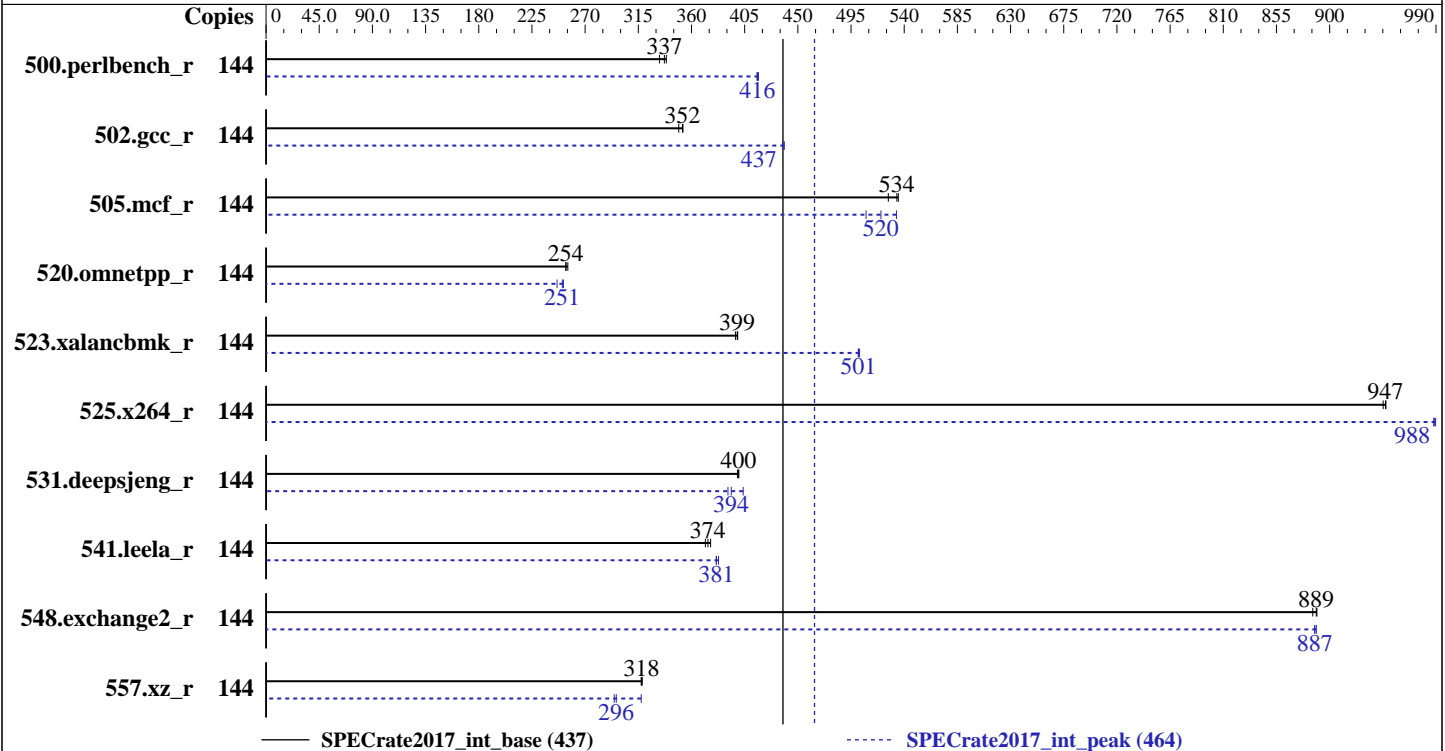 Copies 0 45.0 90.0 135 180 225 270 315 360 405 450 495 540 585 630 675 720 765 810 855 900 990
337
500.perlbench_r 144
416
352
502.gcc_r 144
437
534
505.mcf_r 144
520
254
520.omnetpp_r 144
251
399
523.xalancbmk_r 144
501
947
525.x264_r 144
988
400
531.deepsjeng_r 144
394
374
541.leela_r 144
381
889
548.exchange2_r 144
887
318
557.xz_r 144
296
SPECrate2017_int_base (437) SPECrate2017_int_peak (464)